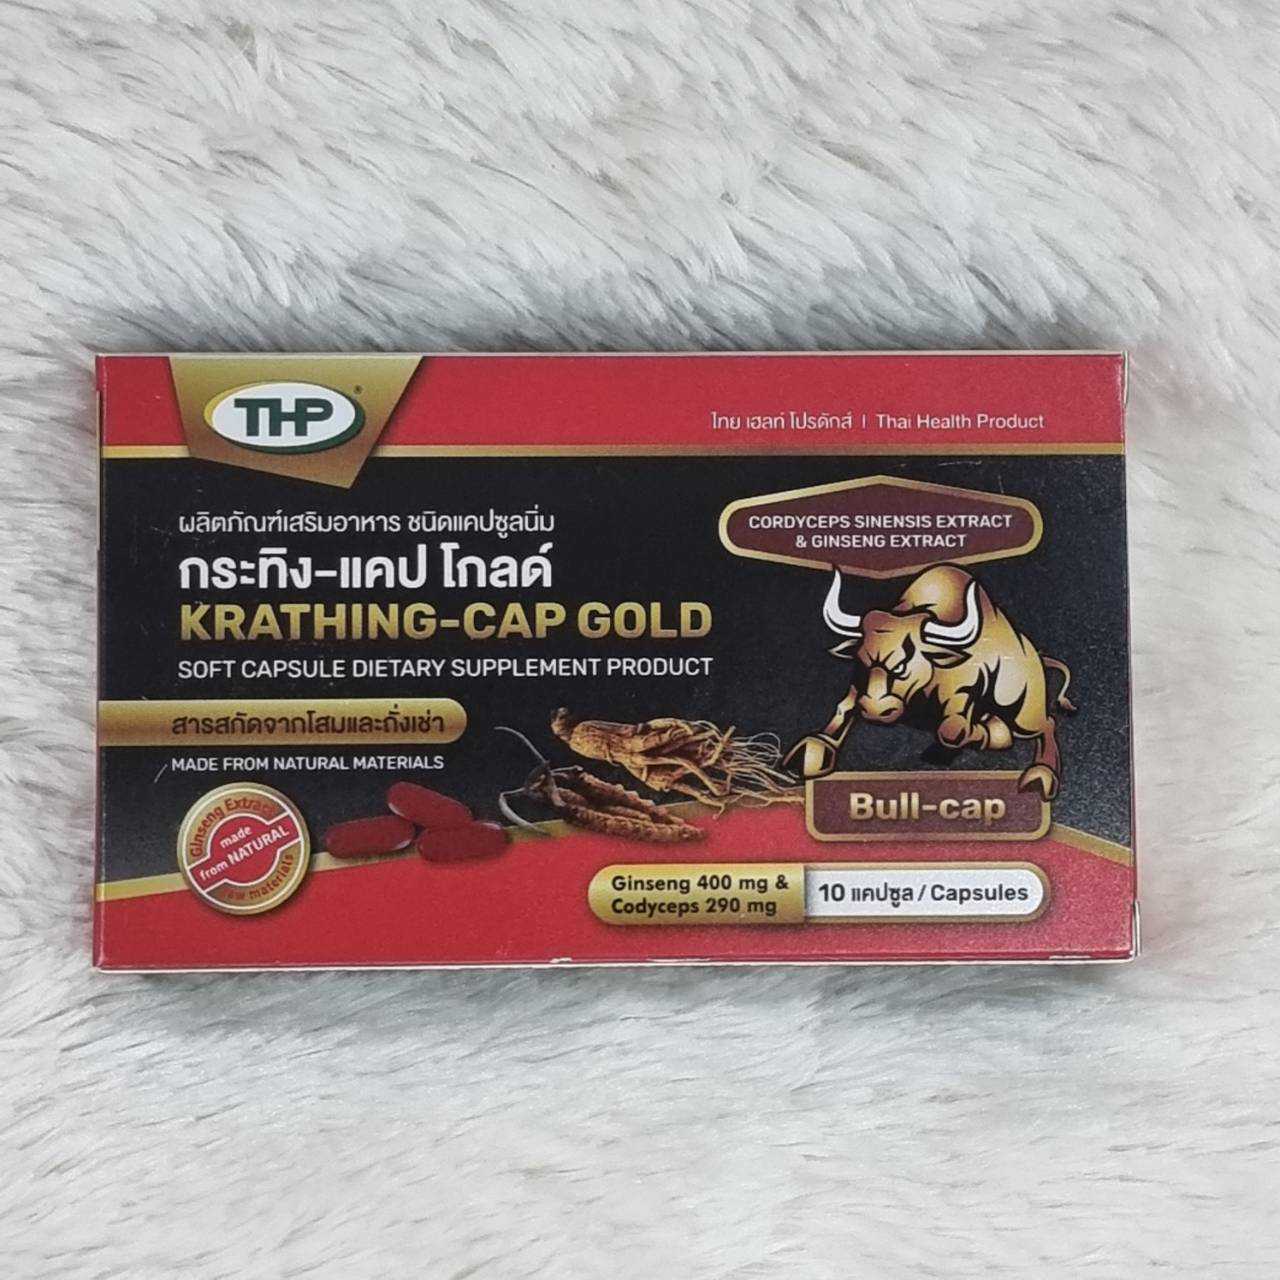 THP®
ไทย เฮลท์ โปรดักส์ | Thai Health Product
ผลิตภัณฑ์เสริมอาหาร ชนิดแคปซูลนิ่ม
กระทิง-แคป โกลด์
KRATHING-CAP GOLD
SOFT CAPSULE DIETARY SUPPLEMENT PRODUCT
CORDYCEPS SINENSIS EXTRACT
& GINSENG EXTRACT
สารสกัดจากโสมและถั่งเช่า
MADE FROM NATURAL MATERIALS
Ginseng Extract
made
from NATURAL
raw materials
Bull-cap
Ginseng 400 mg &
Codyceps 290 mg
10 แคปซูล / Capsules